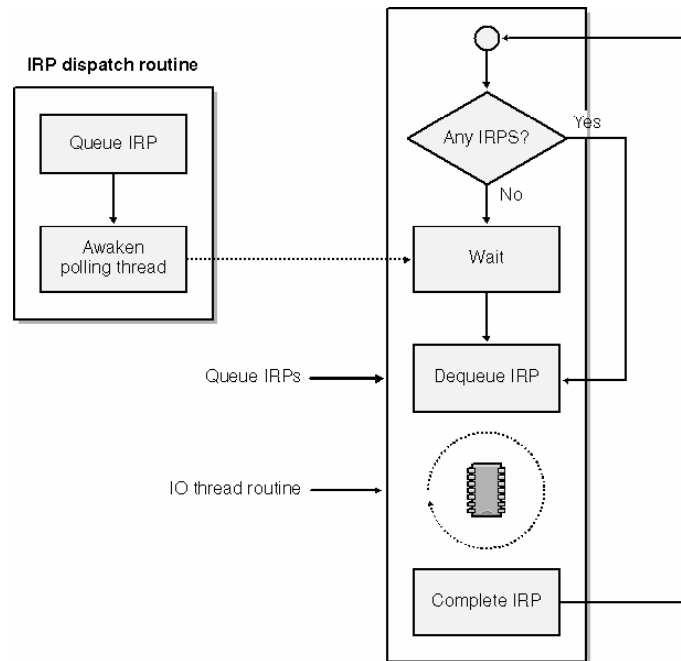 IRP dispatch routine
Queue IRP
Awaken
polling thread
Any IRPS?
Yes
No
Wait
Queue IRPs
Dequeue IRP
IO thread routine
Complete IRP